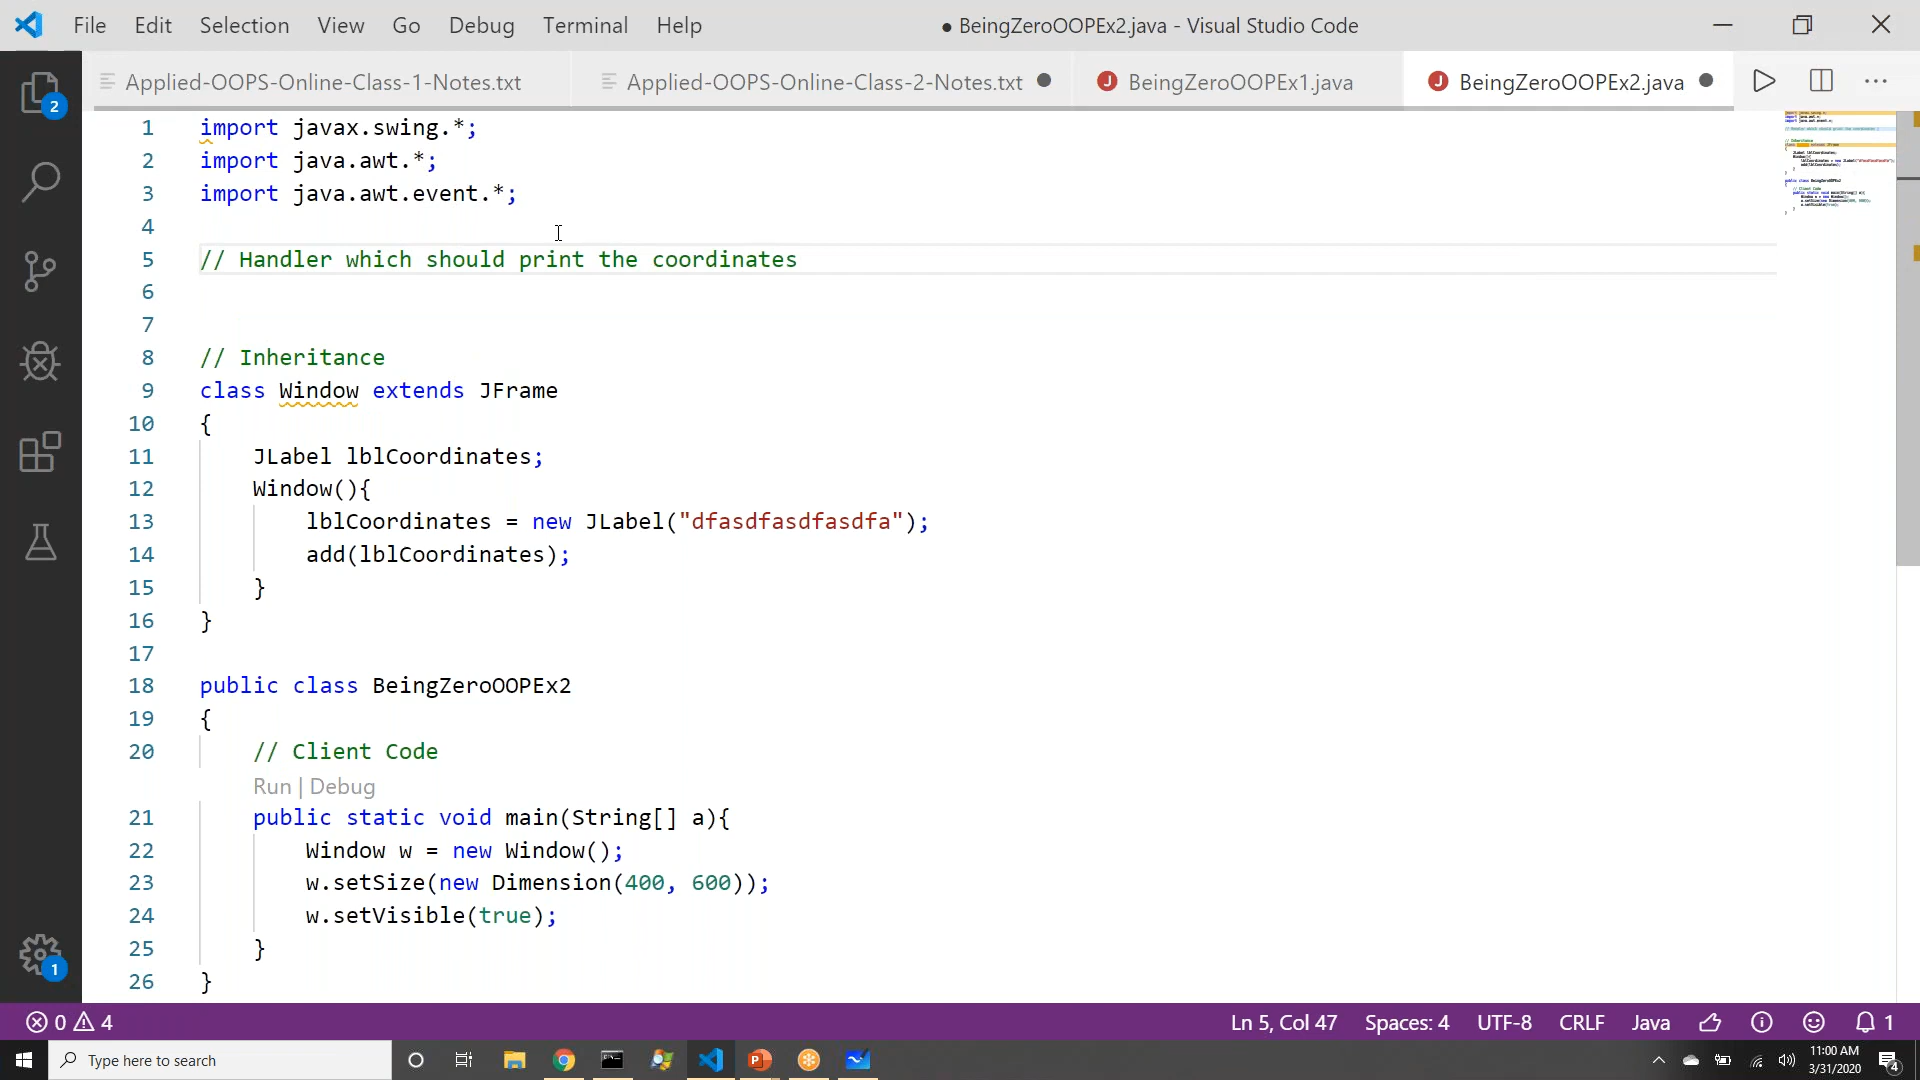 File Edit Selection View Go Debug Terminal Help ● BeingZeroOOPEx2.java - Visual Studio Code
Applied-OOPS-Online-Class-1-Notes.txt Applied-OOPS-Online-Class-2-Notes.txt ● J BeingZeroOOPEx1.java J BeingZeroOOPEx2.java ●
2
1 import javax.swing.*;
2 import java.awt.*;
3 import java.awt.event.*;
4
5 // Handler which should print the coordinates
6
7
8 // Inheritance
9 class Window extends JFrame
10 {
11 JLabel lblCoordinates;
12 Window(){
13 lblCoordinates = new JLabel("dfasdfasdfasdfa");
14 add(lblCoordinates);
15 }
16 }
17
18 public class BeingZeroOOPEx2
19 {
20 // Client Code
Run | Debug
21 public static void main(String[] a){
22 Window w = new Window();
23 w.setSize(new Dimension(400, 600));
24 w.setVisible(true);
25 }
26 }
1
0 4 Ln 5, Col 47 Spaces: 4 UTF-8 CRLF Java 1
Type here to search
11:00 AM
3/31/2020
4